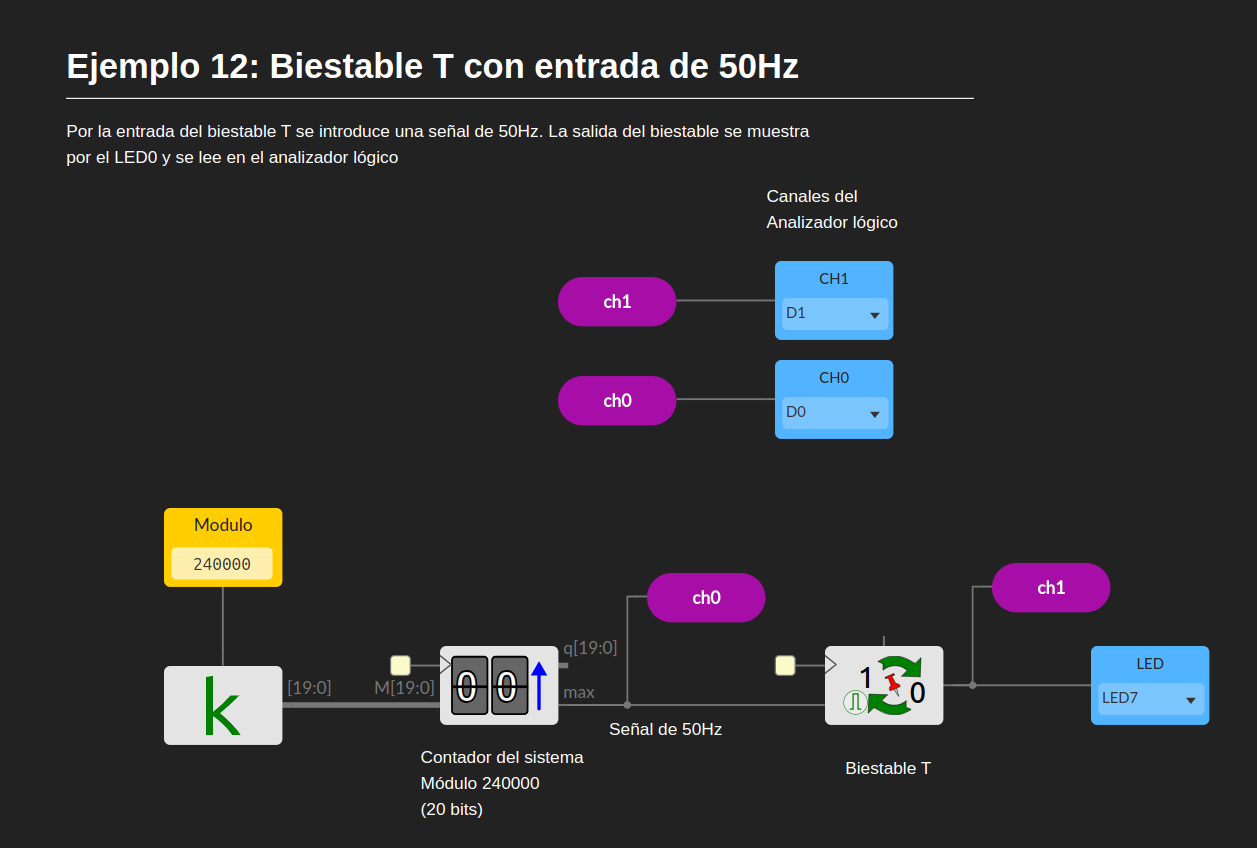 Ejemplo 12: Biestable T con entrada de 50Hz
Por la entrada del biestable T se introduce una señal de 50Hz. La salida del biestable se muestra
por el LED0 y se lee en el analizador lógico
Canales del
Analizador lógico
ch1
CH1
D1
ch0
CH0
D0
Modulo
240000
k
[19:0]
M[19:0]
00
q[19:0]
max
ch0
Señal de 50Hz
Contador del sistema
Módulo 240000
(20 bits)
1
0
Biestable T
ch1
LED
LED7